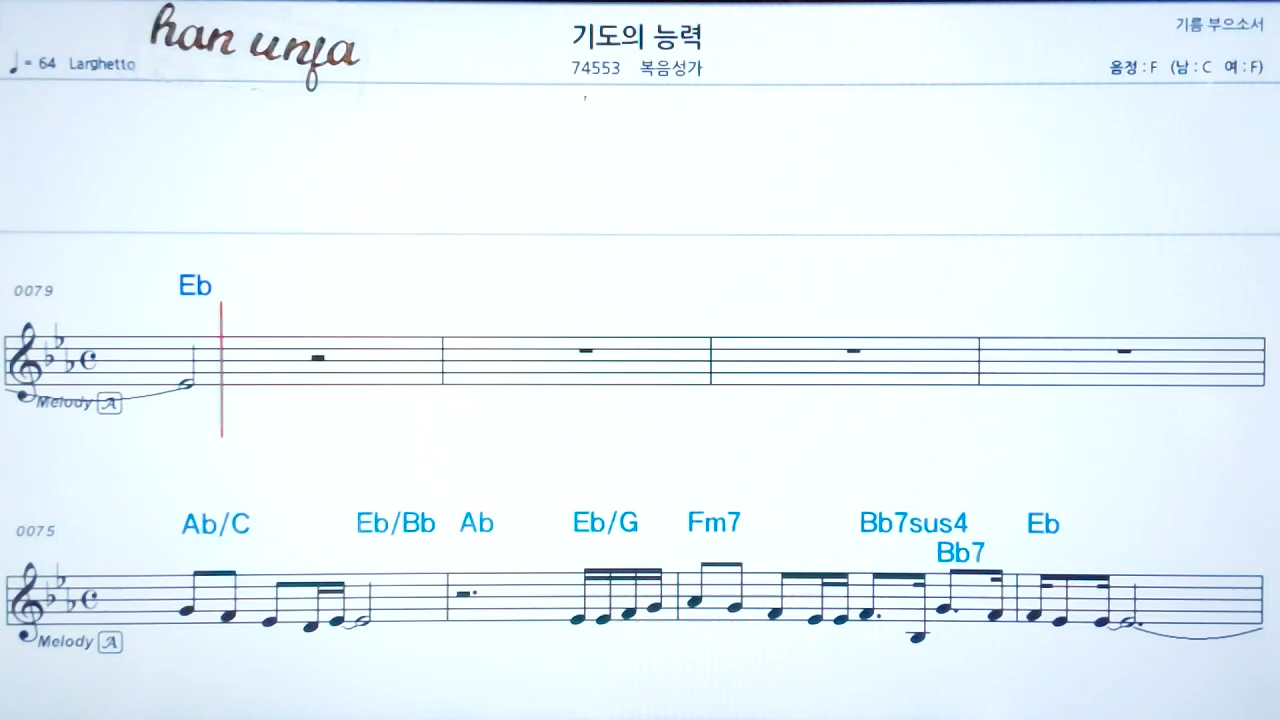 han unfa
기도의 능력
기름 부으소서
♩= 64 Larghetto
74553 복음성가
음정 : F (남 : C 여 : F)
0079
Eb
Melody A
0075
Ab/C Eb/Bb Ab Eb/G Fm7 Bb7sus4 Eb
Bb7
Melody A